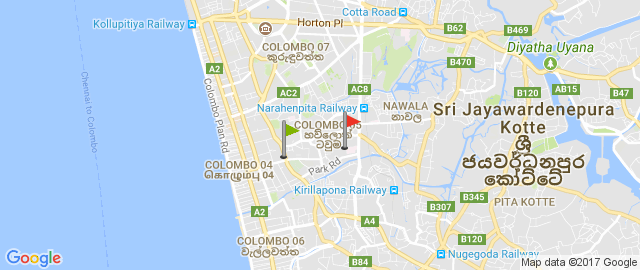 Cotta Road
Kollupitiya Railway
Horton Pl
B62
B469
COLOMBO 07
කුරුඳුවත්ත
Diyatha Uyana
B470
A2
AC2
AC8
AB15
B47
B120
Chennai to Colombo
Colombo Plan Rd
Narahenpita Railway
NAWALA
නාවල
COLOMBO 05
හැව්ලොක්
ටවුම
Sri Jayawardenepura
Kotte
ශ්‍රී
ජයවර්ධනපුර
කෝට්ටේ
COLOMBO 04
கொழும்பு 04
Park Rd
Kirillapona Railway
B345
B307
PITA KOTTE
A2
A4
COLOMBO 06
වැල්ලවත්ත
B120
B84
Nugegoda Railway
Google
Map data ©2017 Google